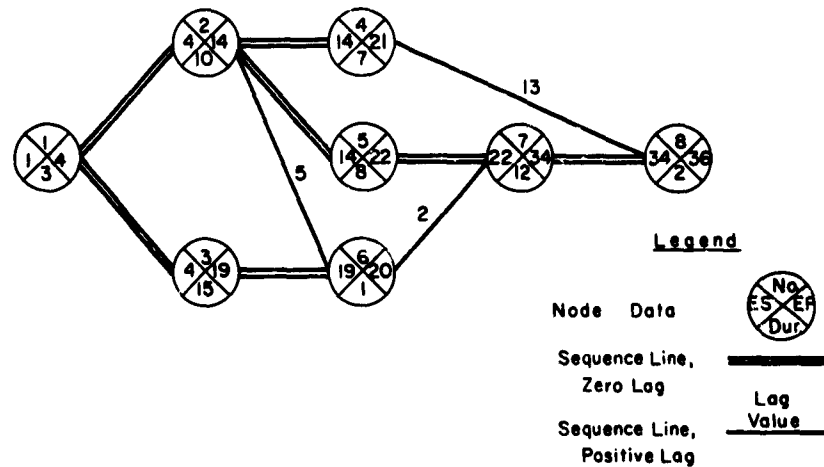 2
4 14
10
4
14 21
7
13
1
1 4
3
5
14 22
8
7
22 34
12
8
34 36
2
5
2
3
4 19
15
6
19 20
1
Legend
Node Data
No.
ES EF
Dur.
Sequence Line,
Zero Lag
Lag
Value
Sequence Line,
Positive Lag